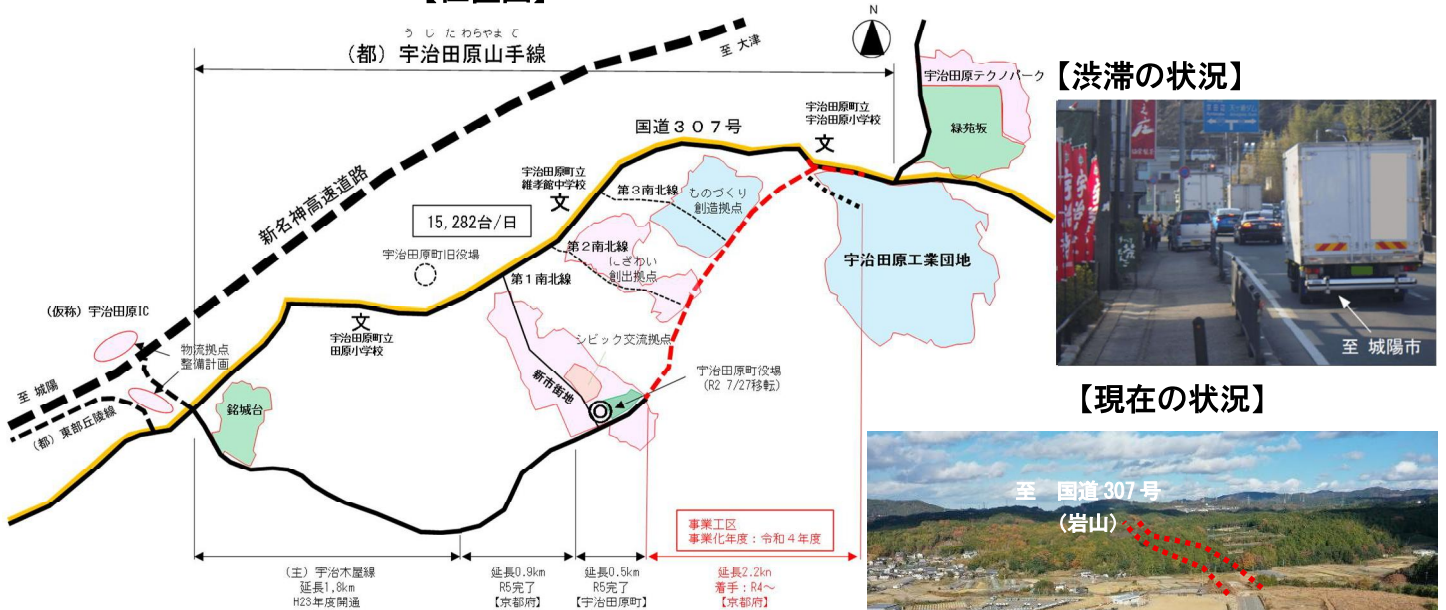 うじたわらやまて
(都)宇治田原山手線
至 大津
N
宇治田原テクノパーク
緑苑坂
宇治田原町立
宇治田原小学校
文
国道307号
新名神高速道路
宇治田原町立
維孝館中学校
文
15,282台/日
第3南北線
ものづくり
創造拠点
第2南北線
にぎわい
創出拠点
第1南北線
宇治田原町旧役場
宇治田原工業団地
(仮称)宇治田原IC
物流拠点
整備計画
文
宇治田原町立
田原小学校
シビック交流拠点
新市街地
宇治田原町役場
(R2 7/27移転)
至 城陽
(都)東部丘陵線
銘城台
事業工区
事業化年度:令和4年度
(主)宇治木屋線
延長1,8km
H23年度開通
延長0.9km
R5完了
【京都府】
延長0.5km
R5完了
【宇治田原町】
延長2.2kn
着手:R4～
【京都府】
【渋滞の状況】
至 城陽市
【現在の状況】
至 国道307号
(岩山)